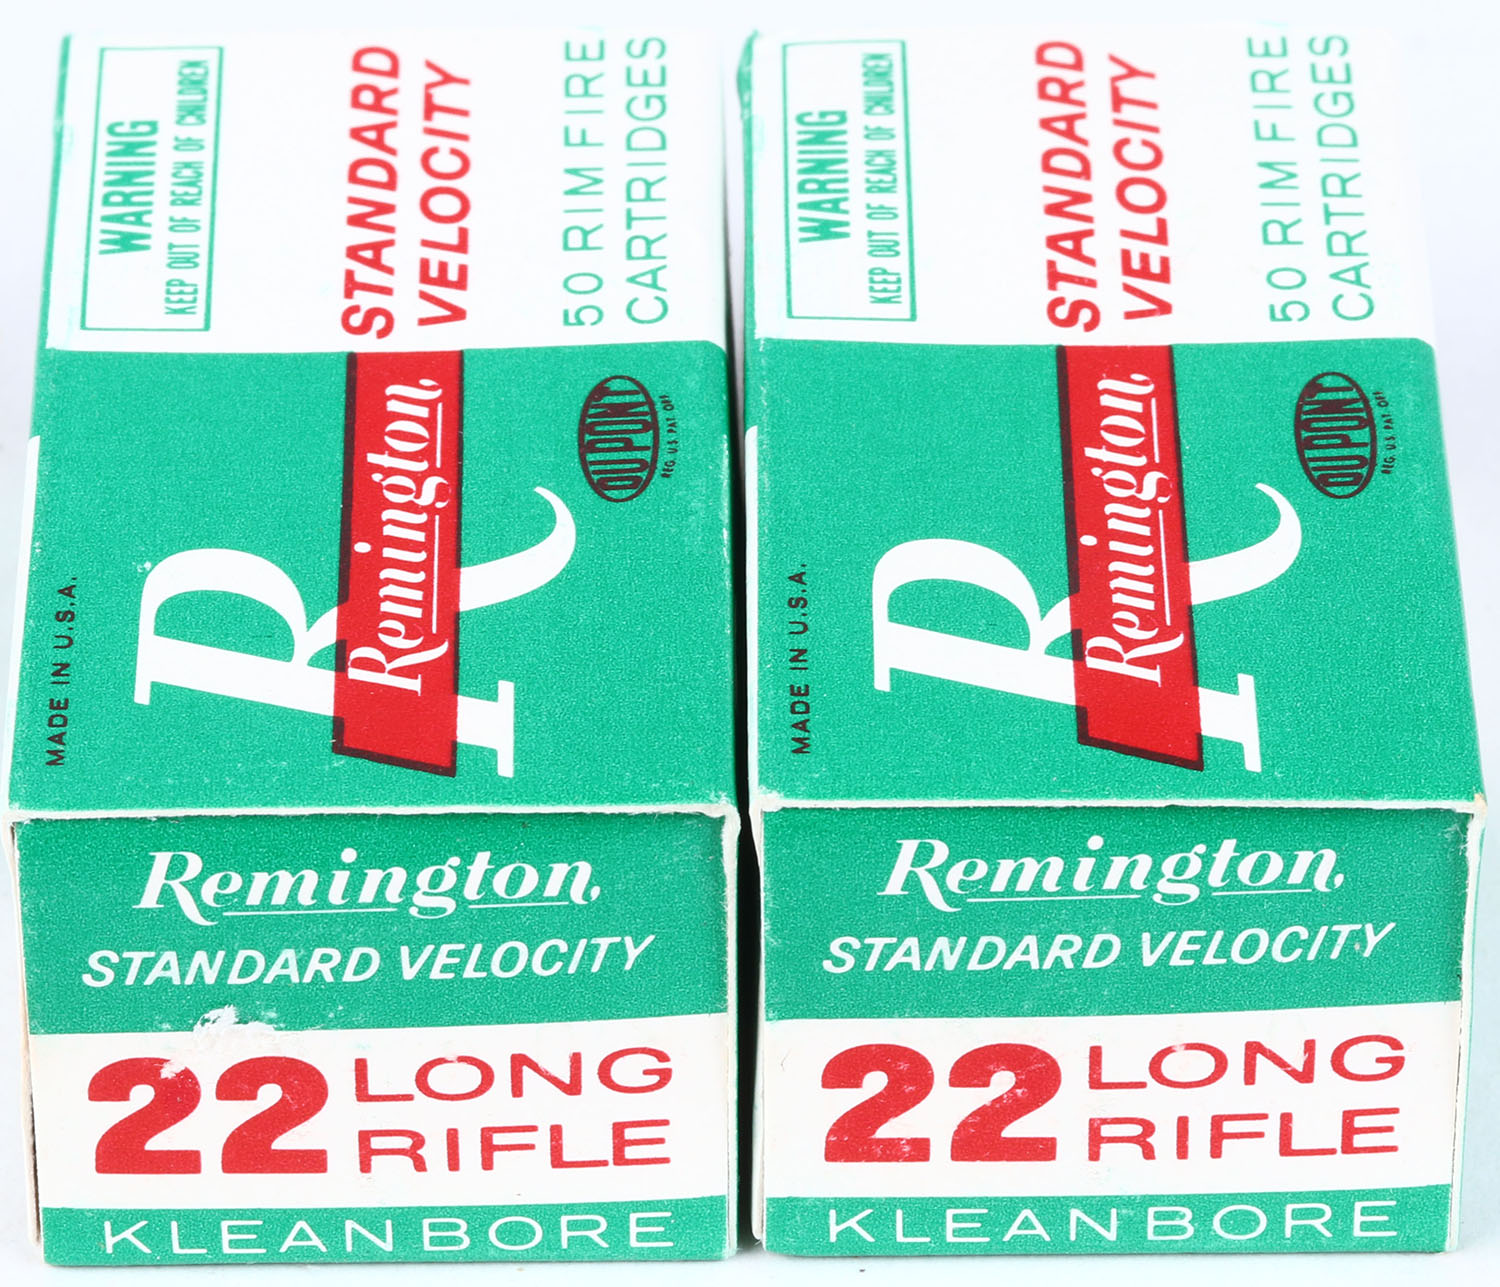 WARNING
KEEP OUT OF REACH OF CHILDREN
STANDARD
VELOCITY
50 RIM FIRE
CARTRIDGES
MADE IN U.S.A.
R
Remington
DUPONT
REG. U.S. PAT. OFF.
Remington
STANDARD VELOCITY
22 LONG
RIFLE
KLEANBORE
WARNING
KEEP OUT OF REACH OF CHILDREN
STANDARD
VELOCITY
50 RIM FIRE
CARTRIDGES
MADE IN U.S.A.
R
Remington
DUPONT
REG. U.S. PAT. OFF.
Remington
STANDARD VELOCITY
22 LONG
RIFLE
KLEANBORE